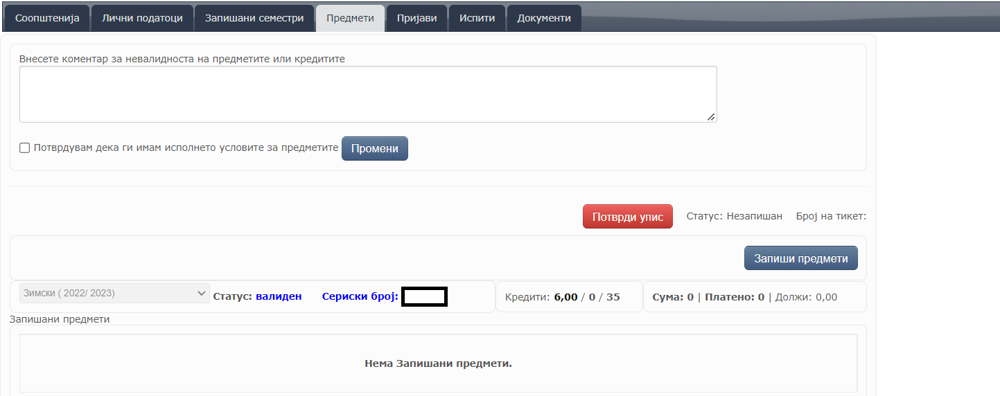 Соопштенија Лични податоци Запишани семестри Предмети Пријави Испити Документи
Внесете коментар за невалидноста на предметите или кредитите
Потврдувам дека ги имам исполнето условите за предметите Промени
Потврди упис Статус: Незапишан Број на тикет:
Запиши предмети
Зимски ( 2022/ 2023) Статус: валиден Сериски број: Кредити: 6,00 / 0 / 35 Сума: 0 | Платено: 0 | Должи: 0,00
Запишани предмети
Нема Запишани предмети.